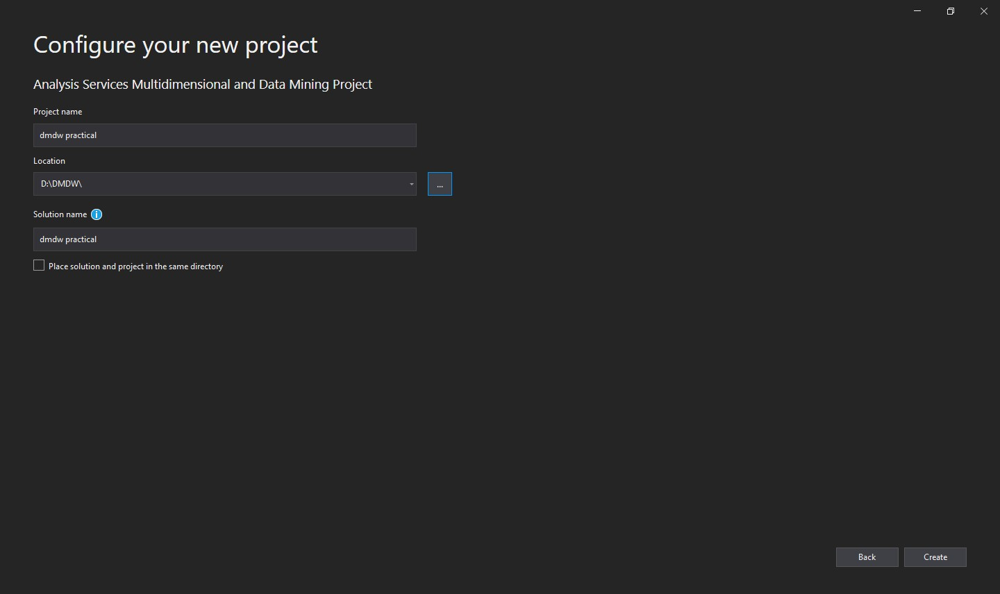 Configure your new project
Analysis Services Multidimensional and Data Mining Project
Project name
dmdw practical
Location
D:\DMDW\
...
Solution name
dmdw practical
Place solution and project in the same directory
Back
Create